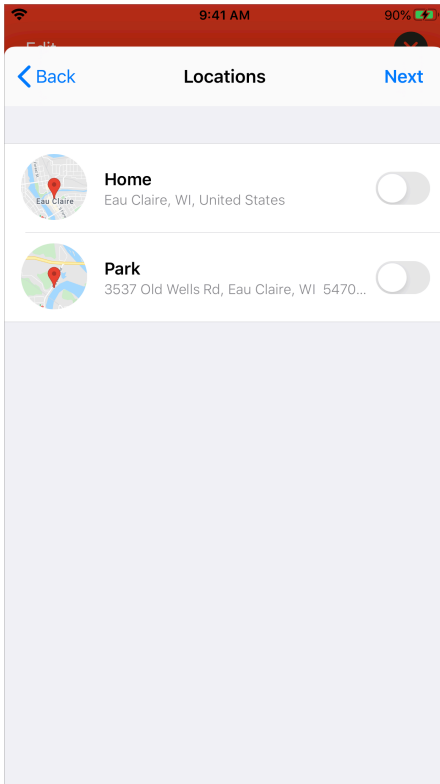 9:41 AM
90%
Edit
Back
Locations
Next
Eau Claire
Home
Eau Claire, WI, United States
Park
3537 Old Wells Rd, Eau Claire, WI  5470...